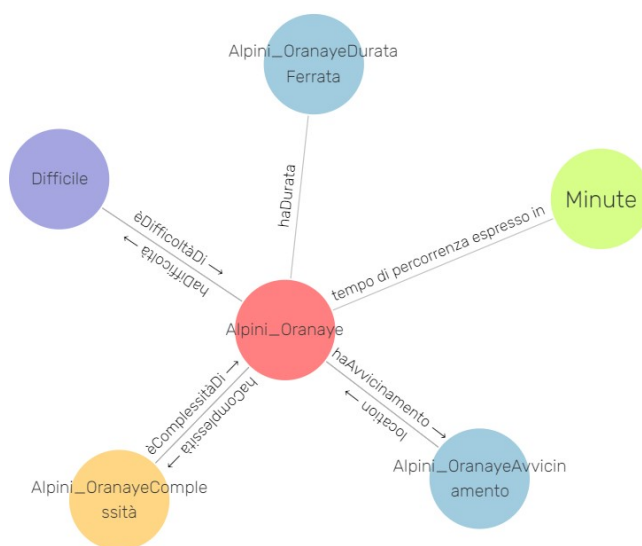 Alpini_OranayeDurata
Ferrata
Difficile
Minute
haDurata
èDifficoltàDi →
haDifficoltà →
tempo di percorrenza espresso in
Alpini_Oranaye
haAvvicinamento →
location →
èComplessitàDi →
haComplessità →
Alpini_OranayeComple
ssità
Alpini_OranayeAvvicin
amento